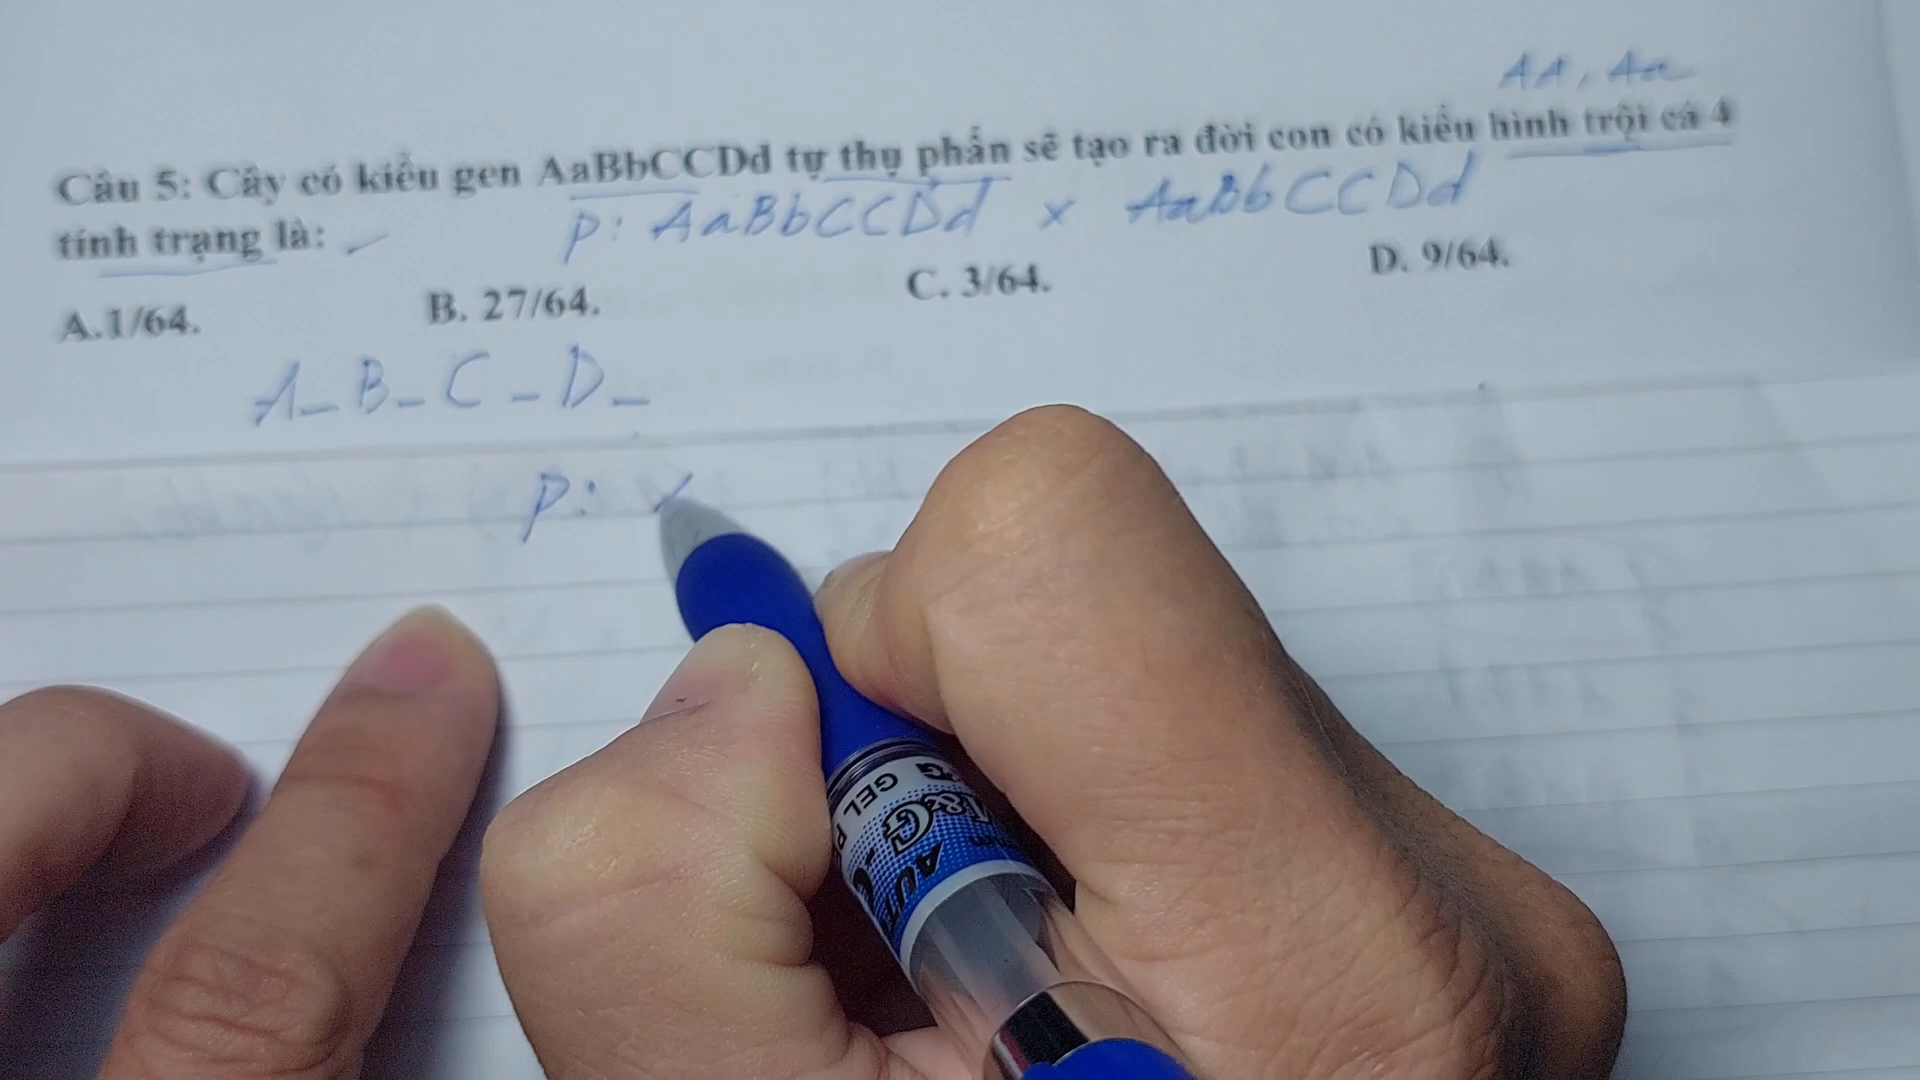 AA, Aa
Câu 5: Cây có kiểu gen AaBbCCDd tự thụ phấn sẽ tạo ra đời con có kiểu hình trội cả 4
tính trạng là:
P: AaBbCCDd x AaBbCCDd
A.1/64.
B. 27/64.
C. 3/64.
D. 9/64.
A_B_C_D_
P:
GEL
A&G